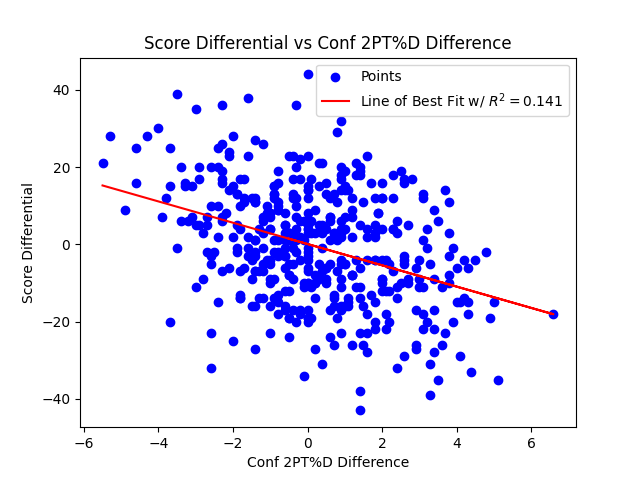 Score Differential vs Conf 2PT%D Difference
Points
Line of Best Fit w/ R² = 0.141
Score Differential
40
20
0
−20
−40
−6
−4
−2
0
2
4
6
Conf 2PT%D Difference